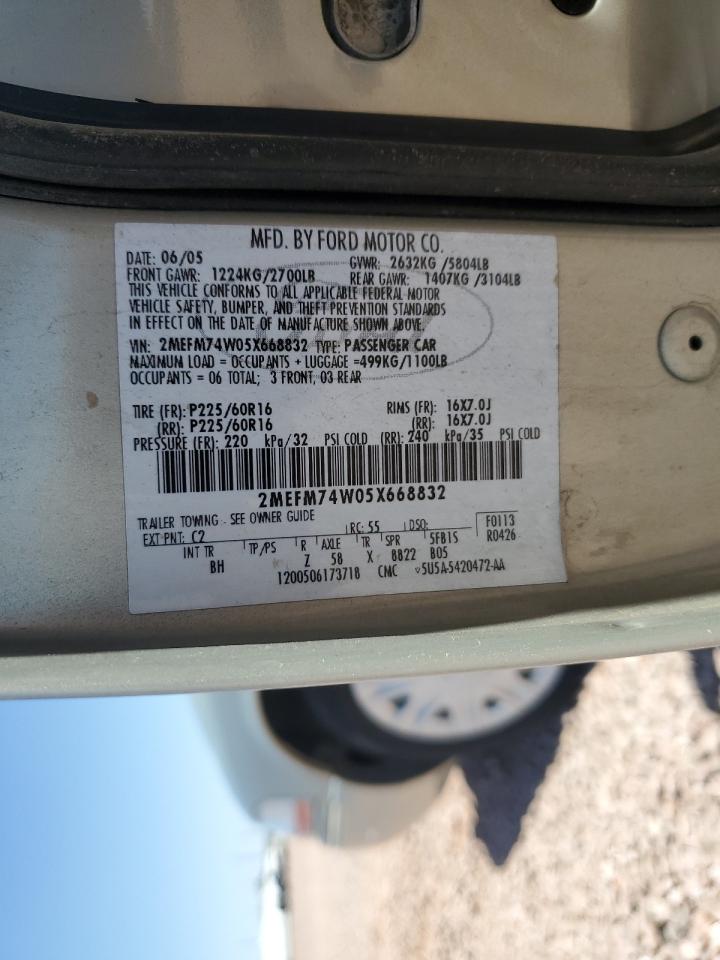 MFD. BY FORD MOTOR CO.
DATE: 06/05 GVWR: 2632KG /5804LB
FRONT GAWR: 1224KG/2700LB REAR GAWR: 1407KG /3104LB
THIS VEHICLE CONFORMS TO ALL APPLICABLE FEDERAL MOTOR
VEHICLE SAFETY, BUMPER, AND THEFT PREVENTION STANDARDS
IN EFFECT ON THE DATE OF MANUFACTURE SHOWN ABOVE.
VIN: 2MEFM74W05X668832 TYPE: PASSENGER CAR
MAXIMUM LOAD = OCCUPANTS + LUGGAGE =499KG/1100LB
OCCUPANTS = 06 TOTAL; 3 FRONT, 03 REAR
TIRE (FR): P225/60R16 RIMS (FR): 16X7.0J
(RR): P225/60R16 (RR): 16X7.0J
PRESSURE (FR): 220 kPa/32 PSI COLD (RR): 240 kPa/35 PSI COLD
2MEFM74W05X668832
TRAILER TOWING - SEE OWNER GUIDE
EXT PNT: C2 RC: 55 DSO: F0113
INT TR TP/PS R AXLE TR SPR 5FB1S R0426
BH Z 58 X 8822 B05
1200506173718 CMC 5U5A-5420472-AA